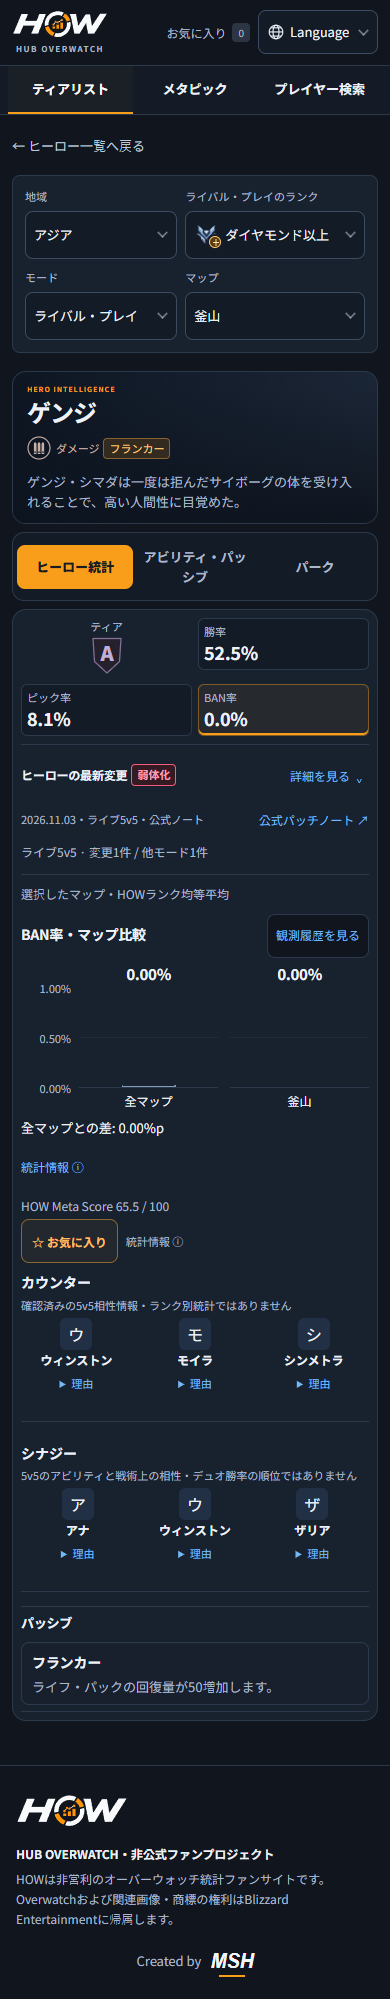 HOW
HUB OVERWATCH
お気に入り 0
Language
ティアリスト
メタピック
プレイヤー検索
← ヒーロー一覧へ戻る
地域
ライバル・プレイのランク
アジア
ダイヤモンド以上
モード
マップ
ライバル・プレイ
釜山
HERO INTELLIGENCE
ゲンジ
ダメージ フランカー
ゲンジ・シマダは一度は拒んだサイボーグの体を受け入
れることで、高い人間性に目覚めた。
ヒーロー統計
アビリティ・パッ
シブ
パーク
ティア
A
勝率
52.5%
ピック率
8.1%
BAN率
0.0%
ヒーローの最新変更 弱体化
詳細を見る ⌄
2026.11.03・ライブ5v5・公式ノート
公式パッチノート ↗
ライブ5v5 · 変更1件 / 他モード1件
選択したマップ・HOWランク均等平均
BAN率・マップ比較
観測履歴を見る
0.00%
0.00%
1.00%
0.50%
0.00%
全マップ
釜山
全マップとの差: 0.00%p
統計情報 ⓘ
HOW Meta Score 65.5 / 100
☆ お気に入り
統計情報 ⓘ
カウンター
確認済みの5v5相性情報・ランク別統計ではありません
ウ
モ
シ
ウィンストン
モイラ
シンメトラ
▶ 理由
▶ 理由
▶ 理由
シナジー
5v5のアビリティと戦術上の相性・デュオ勝率の順位ではありません
ア
ウ
ザ
アナ
ウィンストン
ザリア
▶ 理由
▶ 理由
▶ 理由
パッシブ
フランカー
ライフ・パックの回復量が50増加します。
HOW
HUB OVERWATCH・非公式ファンプロジェクト
HOWは非営利のオーバーウォッチ統計ファンサイトです。
Overwatchおよび関連画像・商標の権利はBlizzard
Entertainmentに帰属します。
Created by MSH